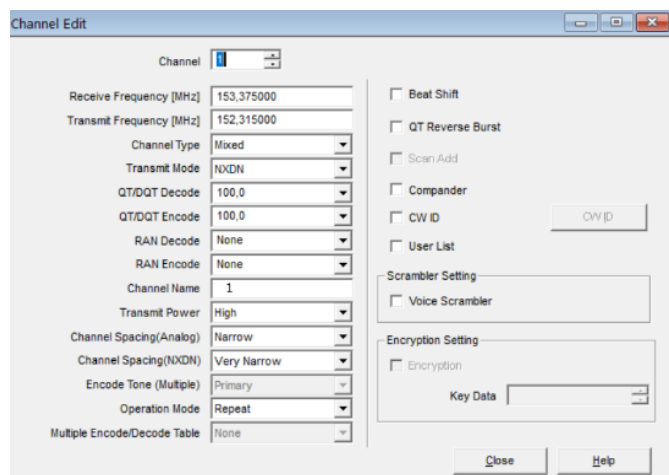 Channel Edit
Channel 1
Receive Frequency [MHz] 153,375000
Transmit Frequency [MHz] 152,315000
Channel Type Mixed
Transmit Mode NXDN
QT/DQT Decode 100,0
QT/DQT Encode 100,0
RAN Decode None
RAN Encode None
Channel Name 1
Transmit Power High
Channel Spacing(Analog) Narrow
Channel Spacing(NXDN) Very Narrow
Encode Tone (Multiple) Primary
Operation Mode Repeat
Multiple Encode/Decode Table None
Beat Shift
QT Reverse Burst
Scan Add
Compander
CW ID CW ID
User List
Scrambler Setting
Voice Scrambler
Encryption Setting
Encryption
Key Data
Close Help